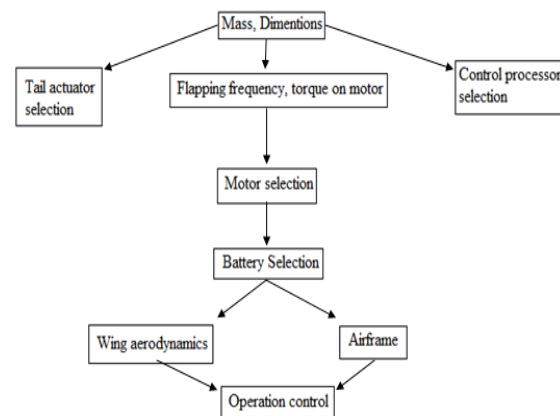 Mass, Dimentions
Tail actuator
selection
Flapping frequency, torque on motor
Control processor
selection
Motor selection
Battery Selection
Wing aerodynamics
Airframe
Operation control